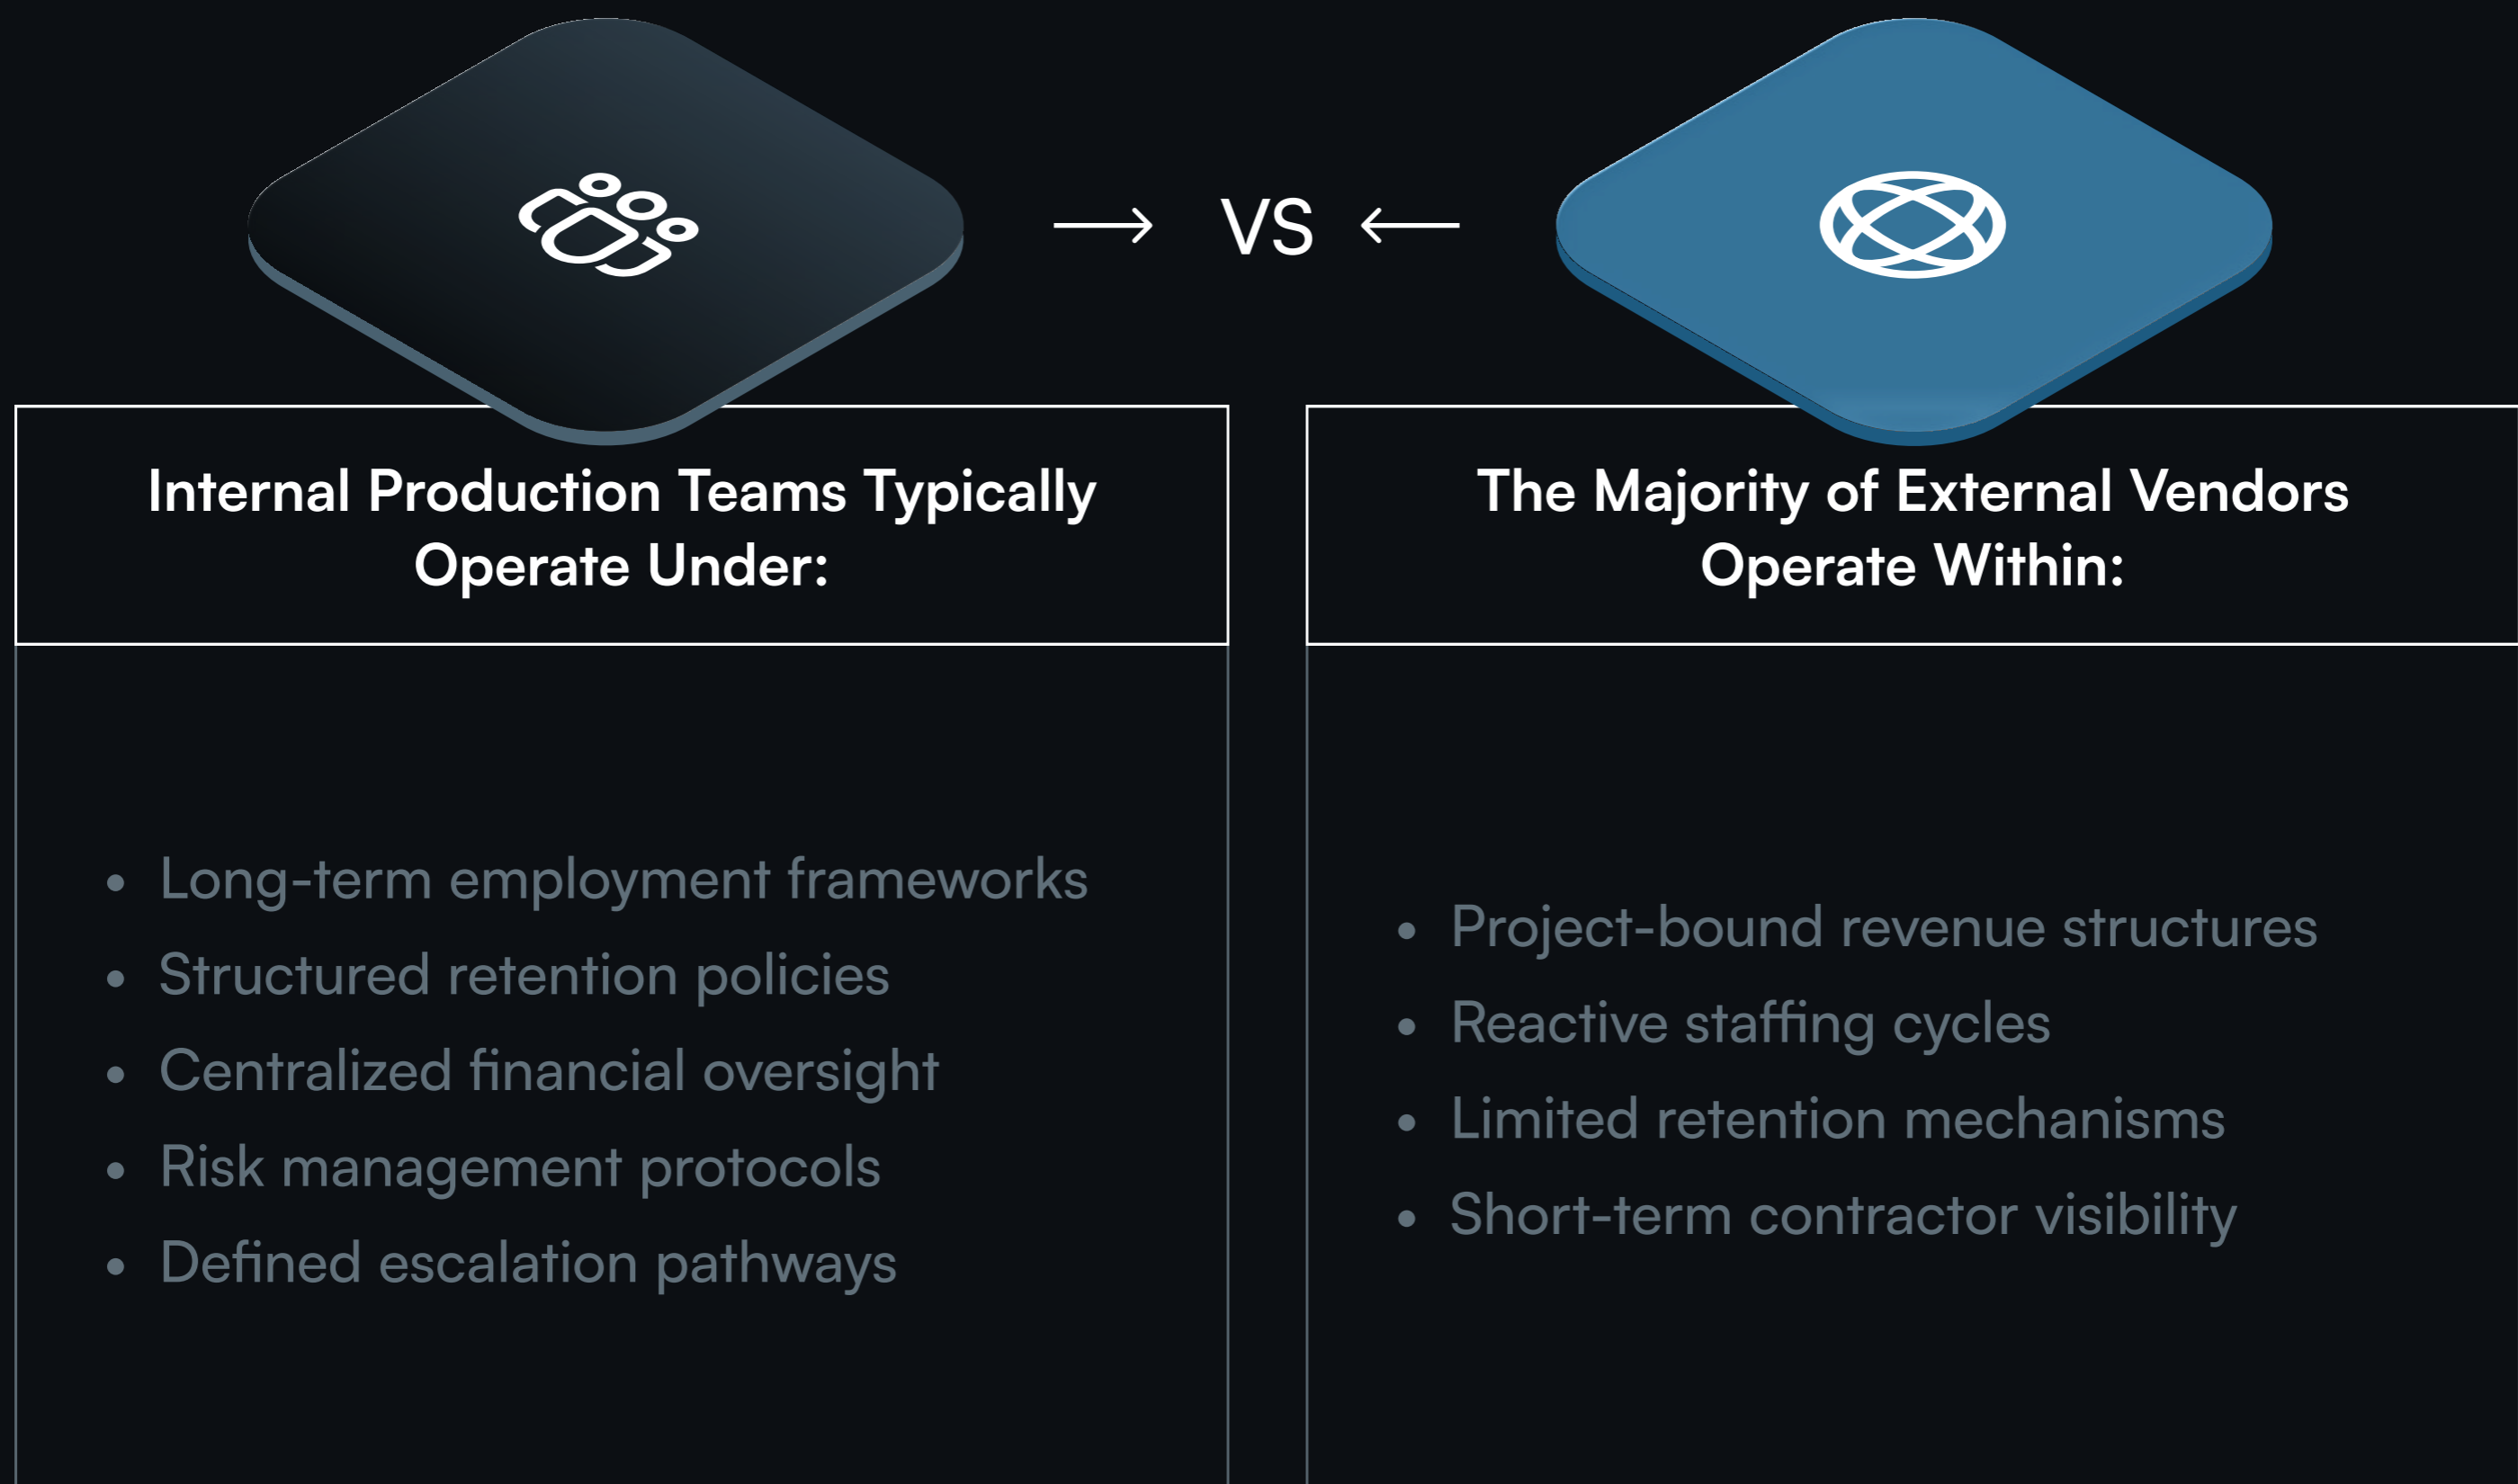 VS
Internal Production Teams Typically
Operate Under:
• Long-term employment frameworks
• Structured retention policies
• Centralized financial oversight
• Risk management protocols
• Defined escalation pathways
The Majority of External Vendors
Operate Within:
• Project-bound revenue structures
• Reactive staffing cycles
• Limited retention mechanisms
• Short-term contractor visibility